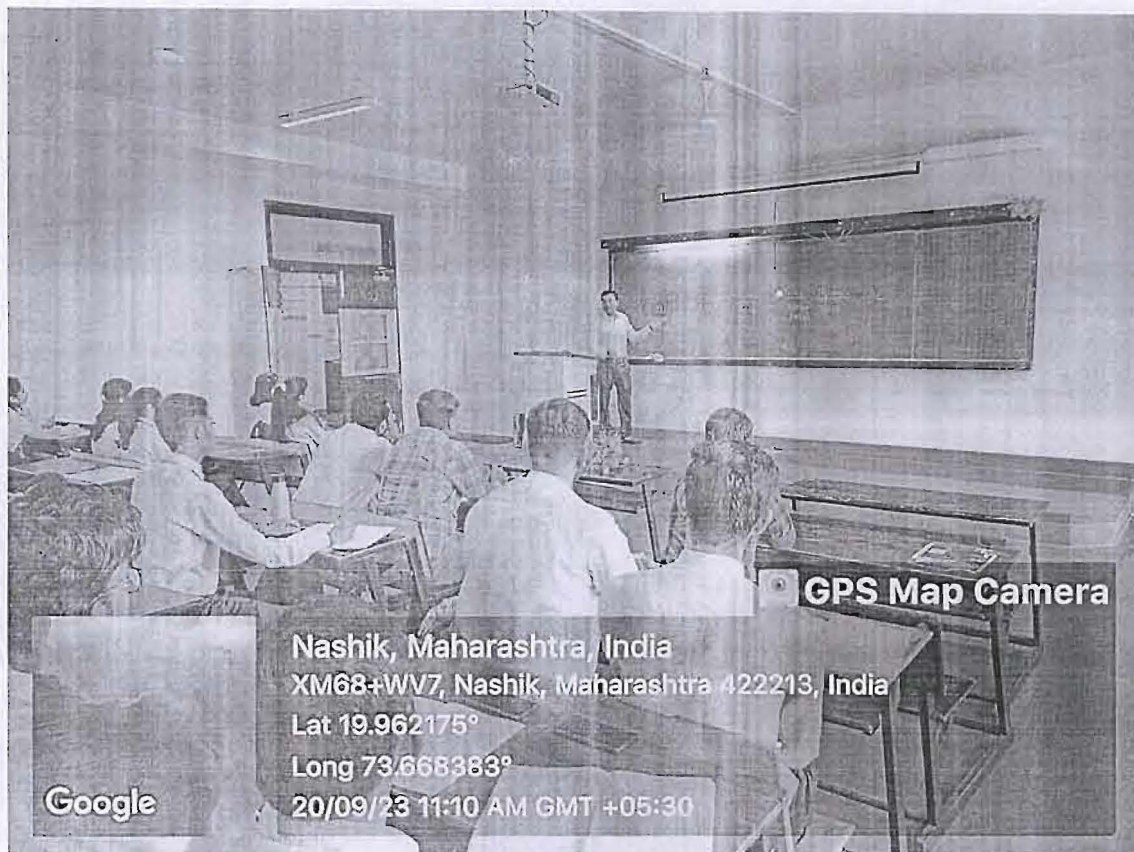 GPS Map Camera
Nashik, Maharashtra, India
XM68+WV7, Nashik, Maharashtra 422213, India
Lat 19.962175°
Long 73.668383°
20/09/23 11:10 AM GMT +05:30
Google